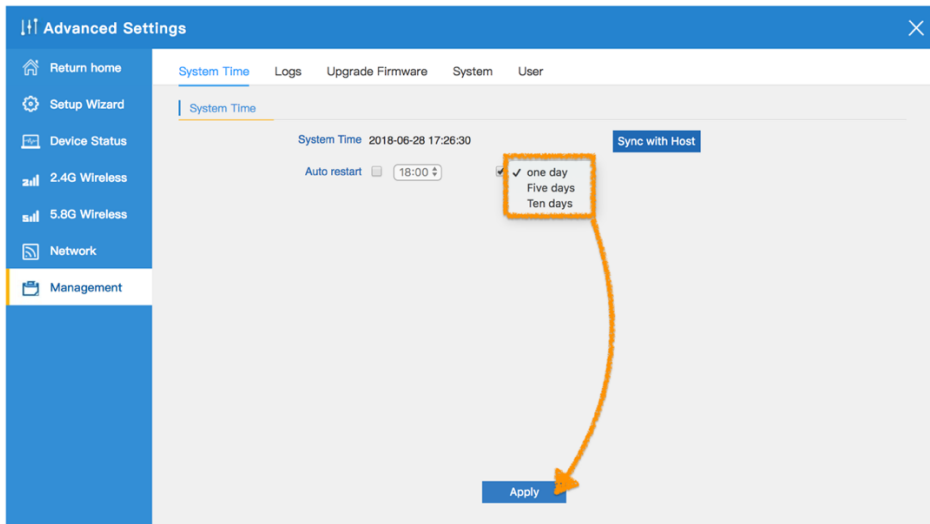 Advanced Settings
Return home
Setup Wizard
Device Status
2.4G Wireless
5.8G Wireless
Network
Management
System Time Logs Upgrade Firmware System User
System Time
System Time 2018-06-28 17:26:30 Sync with Host
Auto restart 18:00 one day
Five days
Ten days
Apply